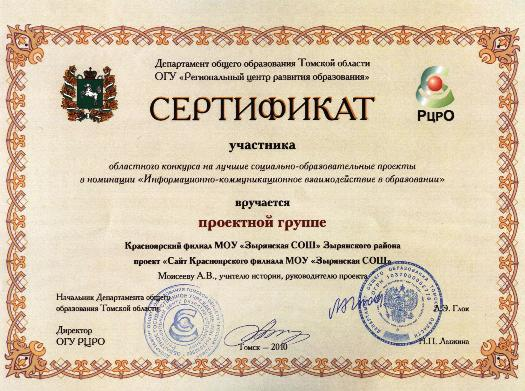 Департамент общего образования Томской области
ОГУ «Региональный центр развития образования»
СЕРТИФИКАТ
РЦРО
участника
областного конкурса на лучшие социально-образовательные проекты
в номинации «Информационно-коммуникационное взаимодействие в образовании»
вручается
проектной группе
Красноярский филиал МОУ «Зырянская СОШ» Зырянского района
проект «Сайт Красноярского филиала МОУ «Зырянская СОШ»
Моисееву А.В., учителю истории, руководителю проекта
Начальник Департамента общего
образования Томской области
А.Э. Глок
Директор
ОГУ РЦРО
Томск — 2010
Н.П. Лыжина